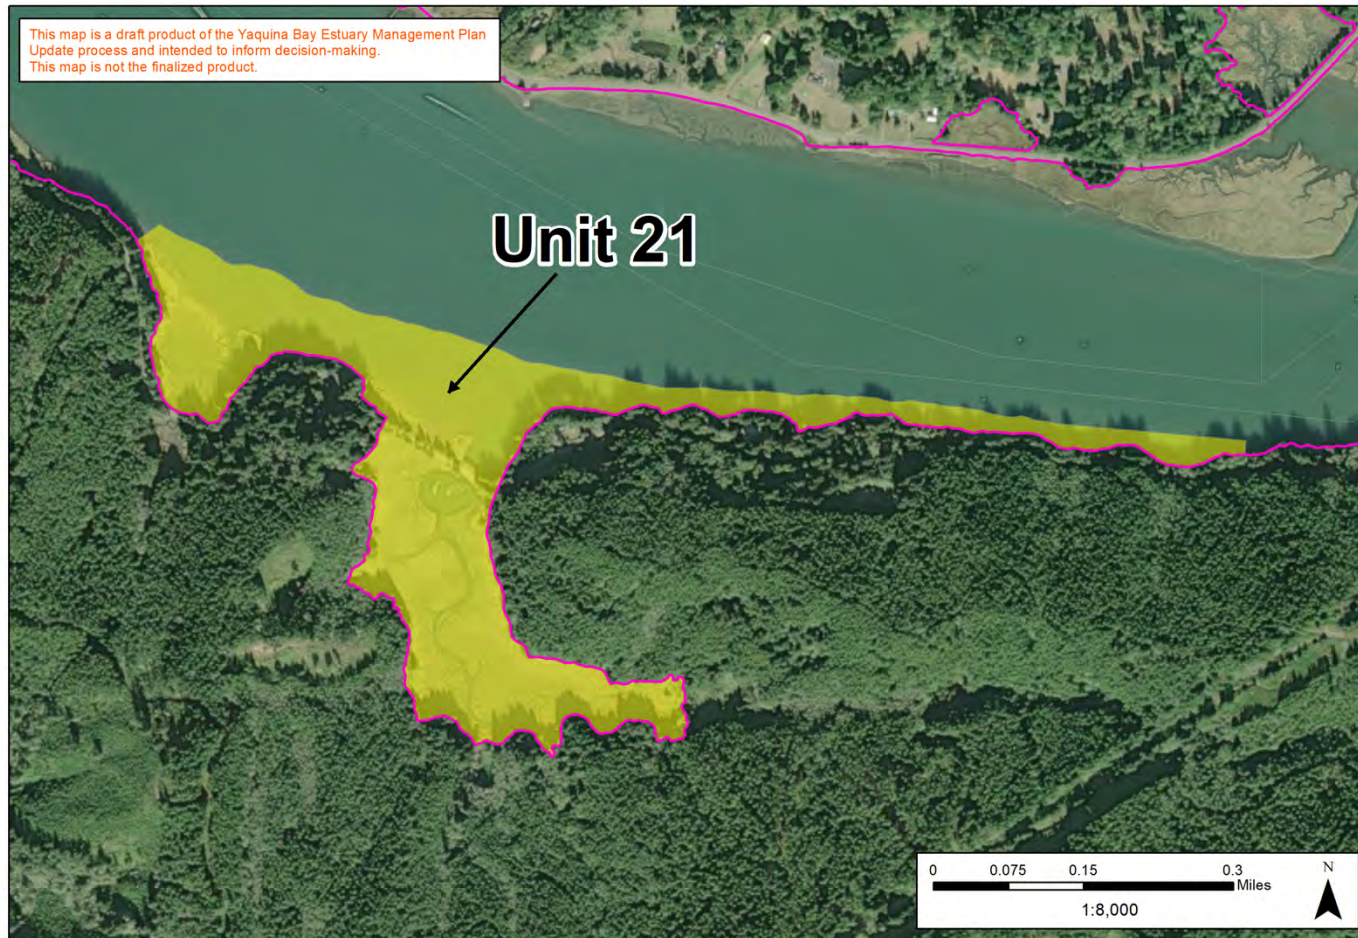 This map is a draft product of the Yaquina Bay Estuary Management Plan
Update process and intended to inform decision-making.
This map is not the finalized product.
Unit 21
0 0.075 0.15 0.3
Miles
1:8,000
N